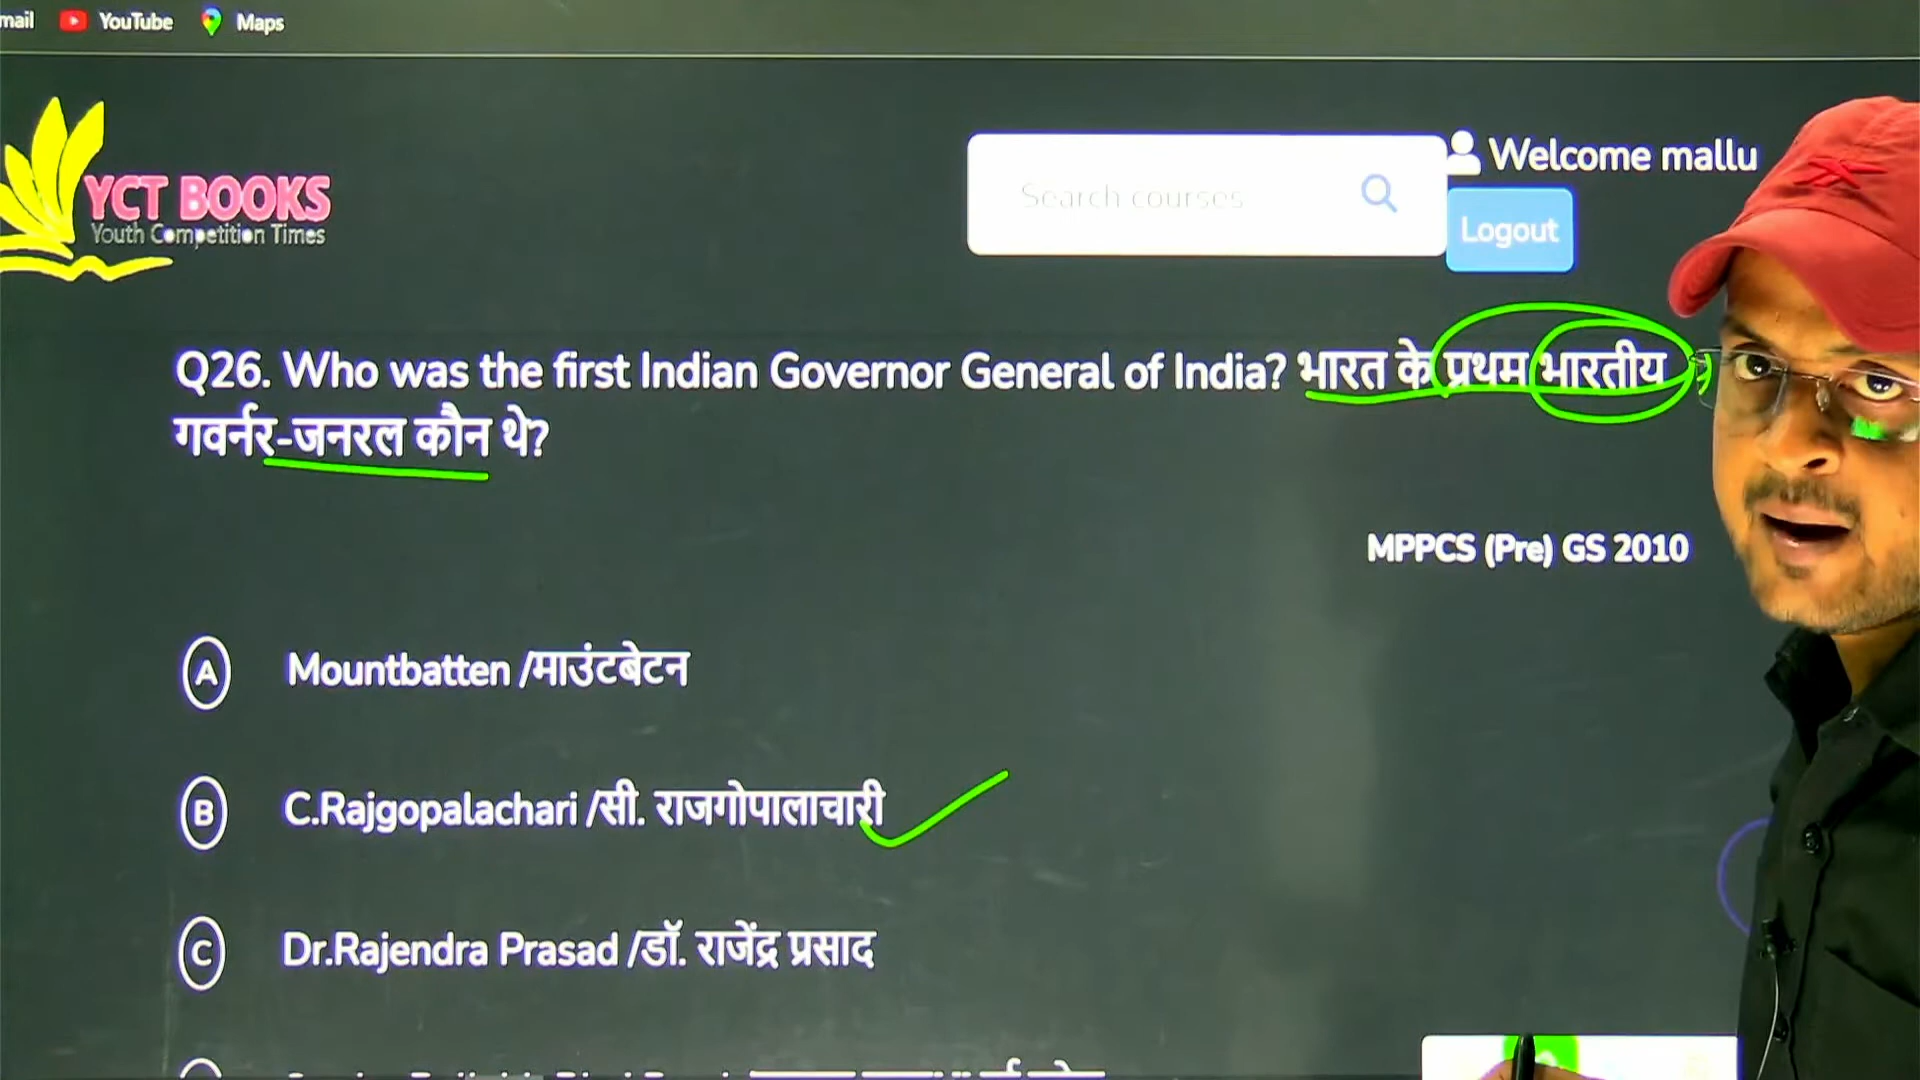 mail YouTube Maps
YCT BOOKS
Youth Competition Times
Search courses
Welcome mallu
Logout
Q26. Who was the first Indian Governor General of India? भारत के प्रथम भारतीय
गवर्नर-जनरल कौन थे?
MPPCS (Pre) GS 2010
A Mountbatten /माउंटबेटन
B C.Rajgopalachari /सी. राजगोपालाचारी
C Dr.Rajendra Prasad /डॉ. राजेंद्र प्रसाद